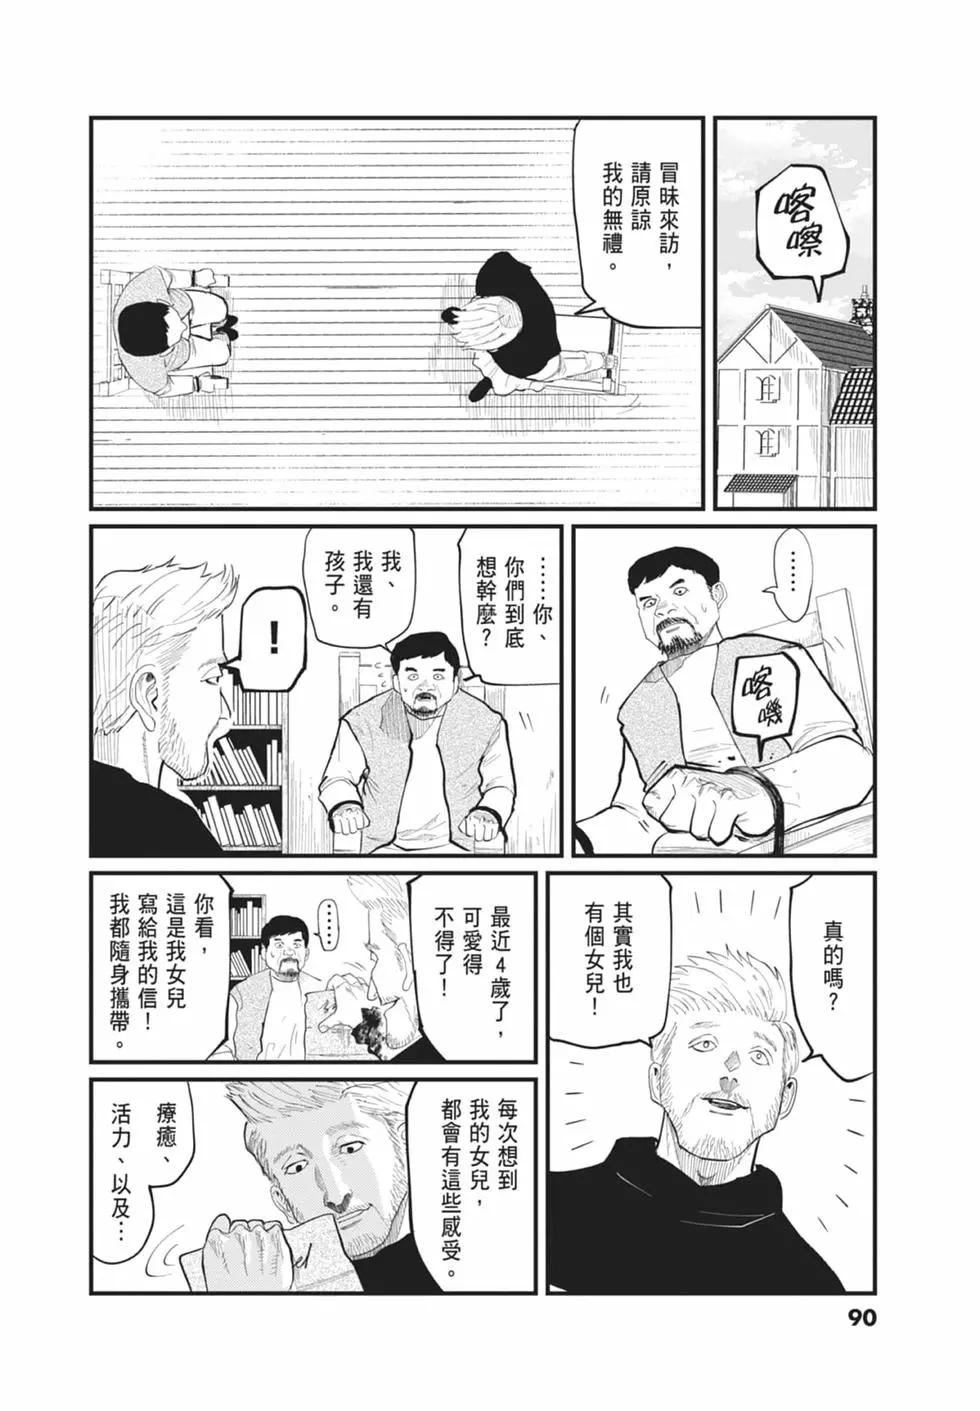 喀嚓
冒昧來訪，
請原諒
我的無禮。
……
喀嘰
……你、
你們到底
想幹麼？
我、
我還有
孩子。
！
真的嗎？
其實我也
有個女兒！
最近4歲了，
可愛得
不得了！
……
你看，
這是我女兒
寫給我的信！
我都隨身攜帶。
每次想到
我的女兒，
都會有這些感受。
療癒、
活力、以及…
90